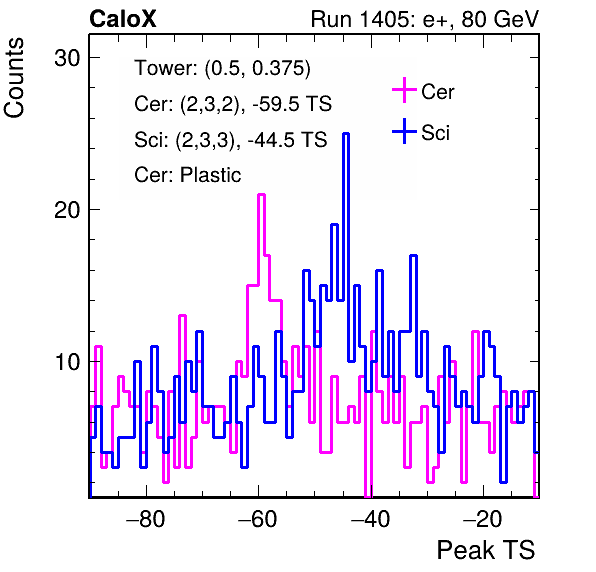 CaloX Run 1405: e+, 80 GeV
Counts
30
20
10
Tower: (0.5, 0.375)
Cer: (2,3,2), -59.5 TS
Sci: (2,3,3), -44.5 TS
Cer: Plastic
Cer
Sci
−80 −60 −40 −20
Peak TS